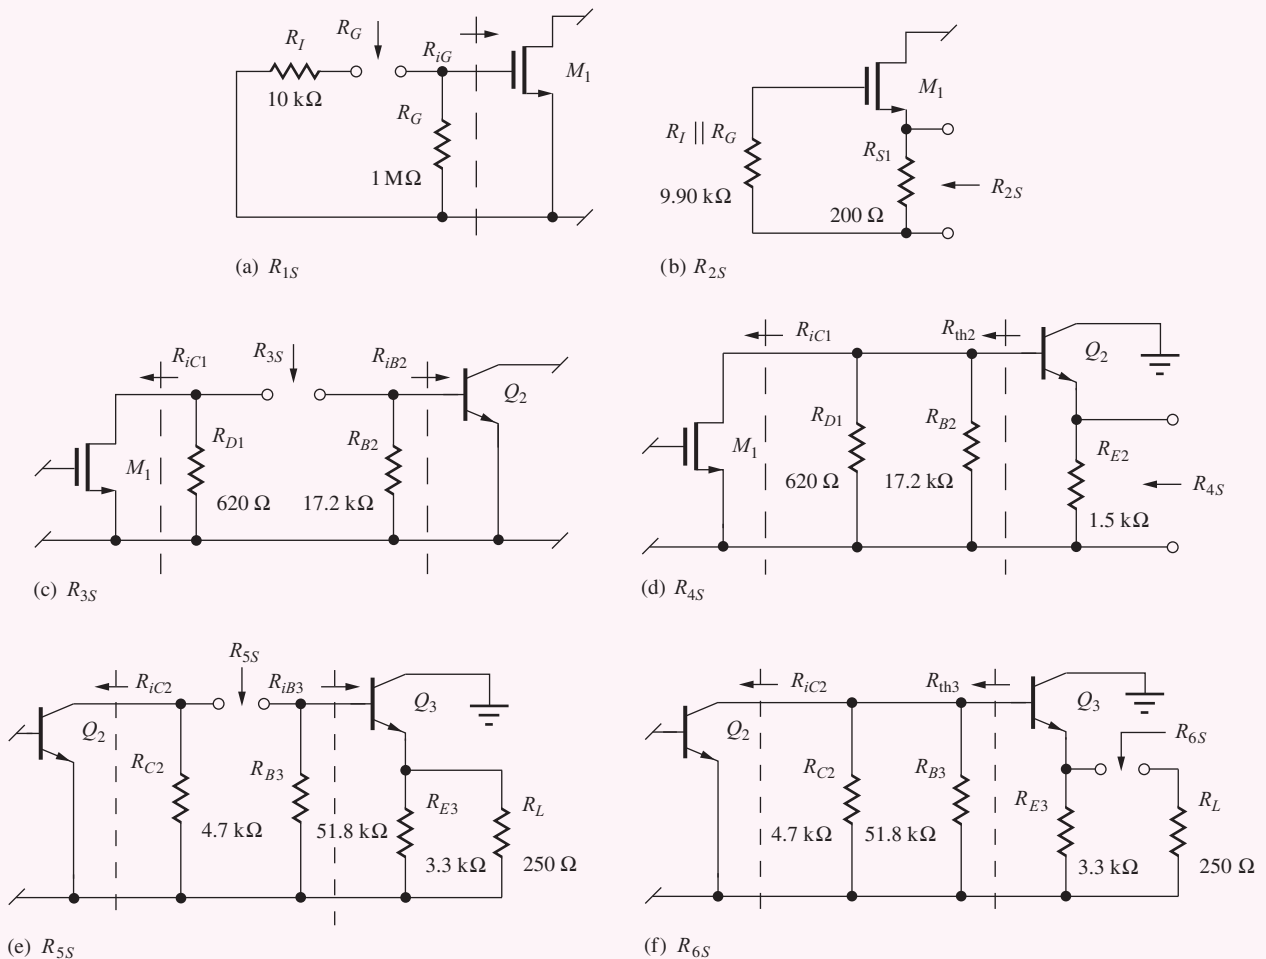 R_I
R_G
R_iG
M_1
10 kΩ
R_G
1 MΩ
(a) R_1S
M_1
R_I || R_G
R_S1
R_2S
9.90 kΩ
200 Ω
(b) R_2S
R_iC1
R_3S
R_iB2
Q_2
R_D1
R_B2
M_1
620 Ω
17.2 kΩ
(c) R_3S
R_iC1
R_th2
Q_2
R_D1
R_B2
M_1
R_E2
620 Ω
17.2 kΩ
R_4S
1.5 kΩ
(d) R_4S
R_5S
R_iC2
R_iB3
Q_3
Q_2
R_C2
R_B3
R_E3
R_L
4.7 kΩ
51.8 kΩ
3.3 kΩ
250 Ω
(e) R_5S
R_iC2
R_th3
Q_3
Q_2
R_6S
R_C2
R_B3
R_E3
R_L
4.7 kΩ
51.8 kΩ
3.3 kΩ
250 Ω
(f) R_6S